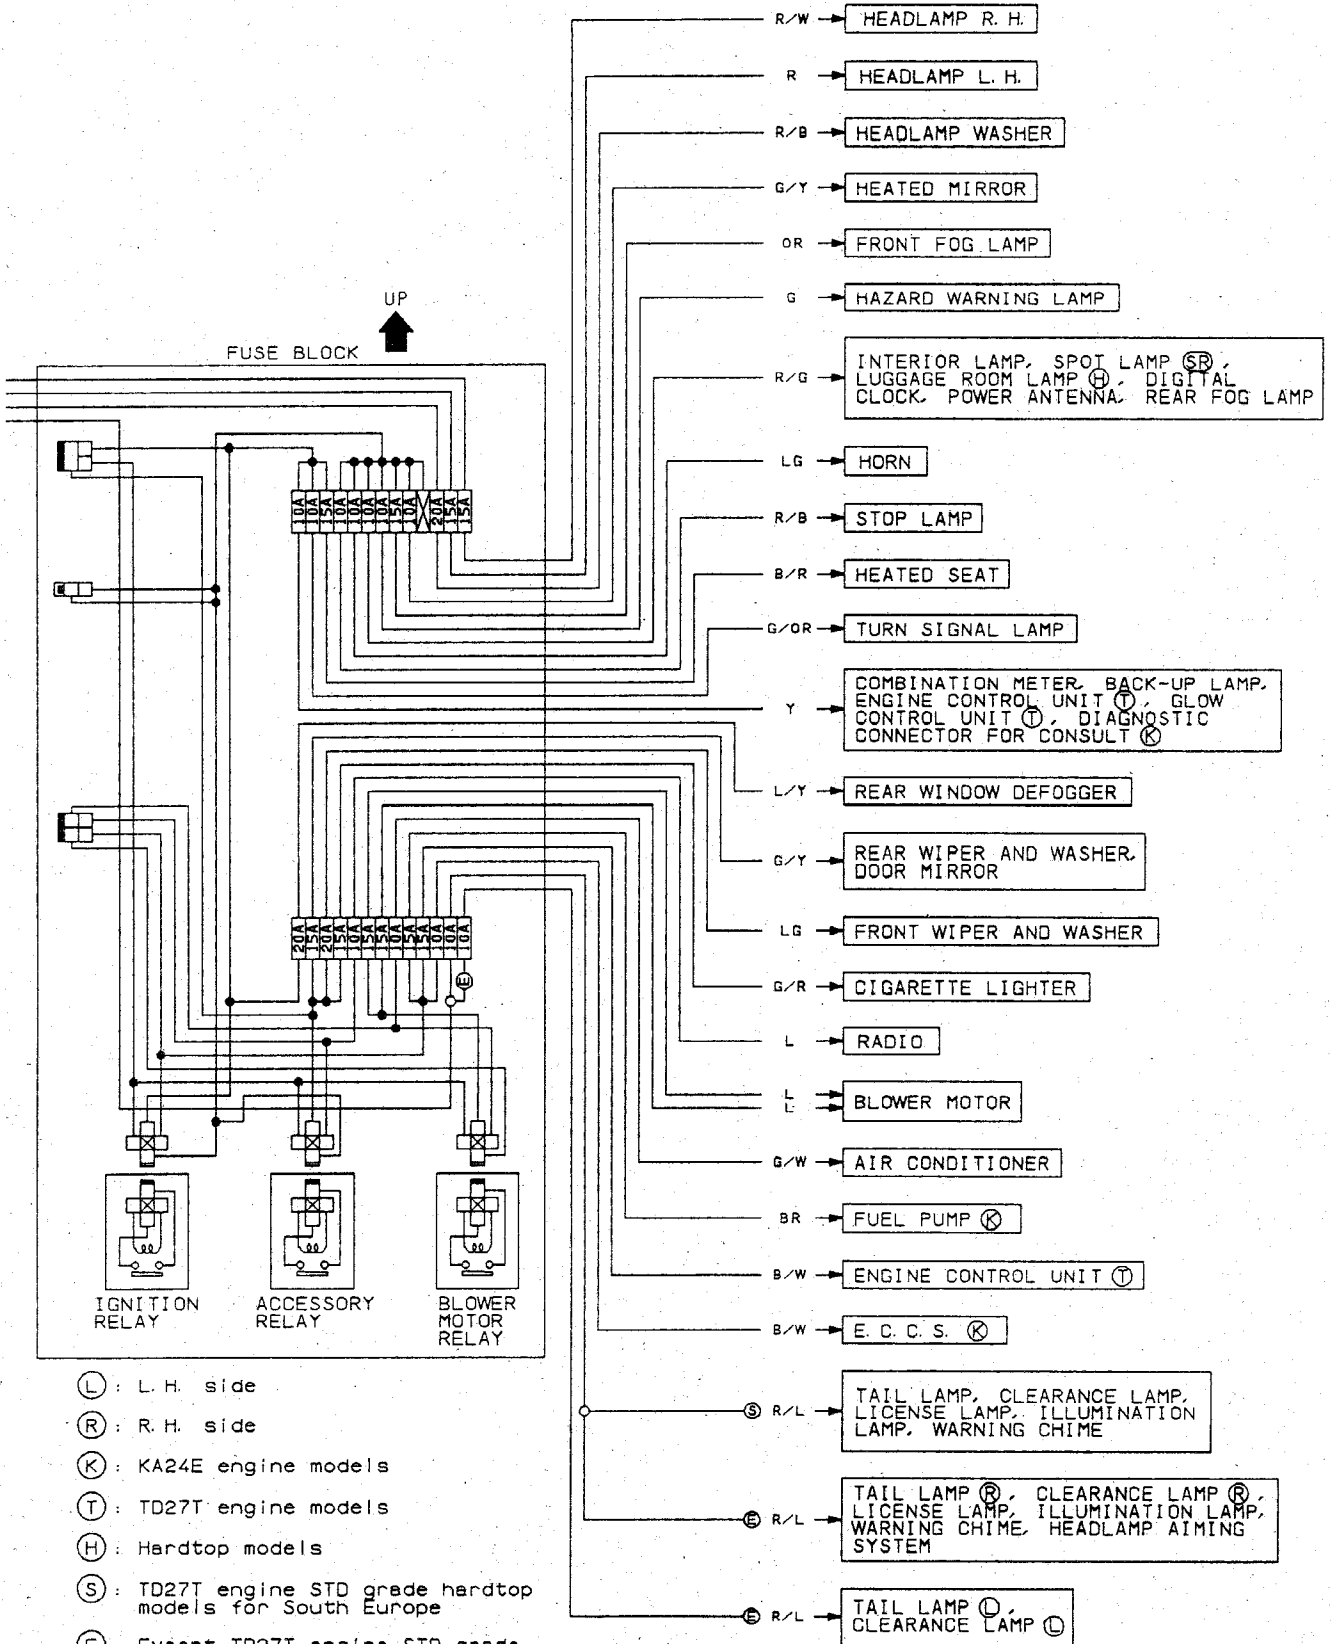 R/W HEADLAMP R. H.
R HEADLAMP L. H.
R/B HEADLAMP WASHER
G/Y HEATED MIRROR
OR FRONT FOG LAMP
G HAZARD WARNING LAMP
UP
FUSE BLOCK
R/G INTERIOR LAMP, SPOT LAMP (SR),
LUGGAGE ROOM LAMP (H), DIGITAL
CLOCK, POWER ANTENNA, REAR FOG LAMP
LG HORN
10A 10A 15A 10A 10A 10A 10A 15A 10A 20A 15A 15A
R/B STOP LAMP
B/R HEATED SEAT
G/OR TURN SIGNAL LAMP
Y COMBINATION METER, BACK-UP LAMP,
ENGINE CONTROL UNIT (T), GLOW
CONTROL UNIT (T), DIAGNOSTIC
CONNECTOR FOR CONSULT (K)
L/Y REAR WINDOW DEFOGGER
G/Y REAR WIPER AND WASHER,
DOOR MIRROR
20A 15A 20A 15A 10A 15A 15A 10A 15A 15A 10A 10A 10A
LG FRONT WIPER AND WASHER
(E)
G/R CIGARETTE LIGHTER
L RADIO
L
L BLOWER MOTOR
G/W AIR CONDITIONER
BR FUEL PUMP (K)
B/W ENGINE CONTROL UNIT (T)
B/W E. C. C. S. (K)
IGNITION
RELAY
ACCESSORY
RELAY
BLOWER
MOTOR
RELAY
(S) R/L TAIL LAMP, CLEARANCE LAMP,
LICENSE LAMP, ILLUMINATION
LAMP, WARNING CHIME
(E) R/L TAIL LAMP (R), CLEARANCE LAMP (R),
LICENSE LAMP, ILLUMINATION LAMP,
WARNING CHIME, HEADLAMP AIMING
SYSTEM
(E) R/L TAIL LAMP (L),
CLEARANCE LAMP (L)
(L) : L. H. side
(R) : R. H. side
(K) : KA24E engine models
(T) : TD27T engine models
(H) : Hardtop models
(S) : TD27T engine STD grade hardtop
models for South Europe
(E) : Except TD27T engine STD grade